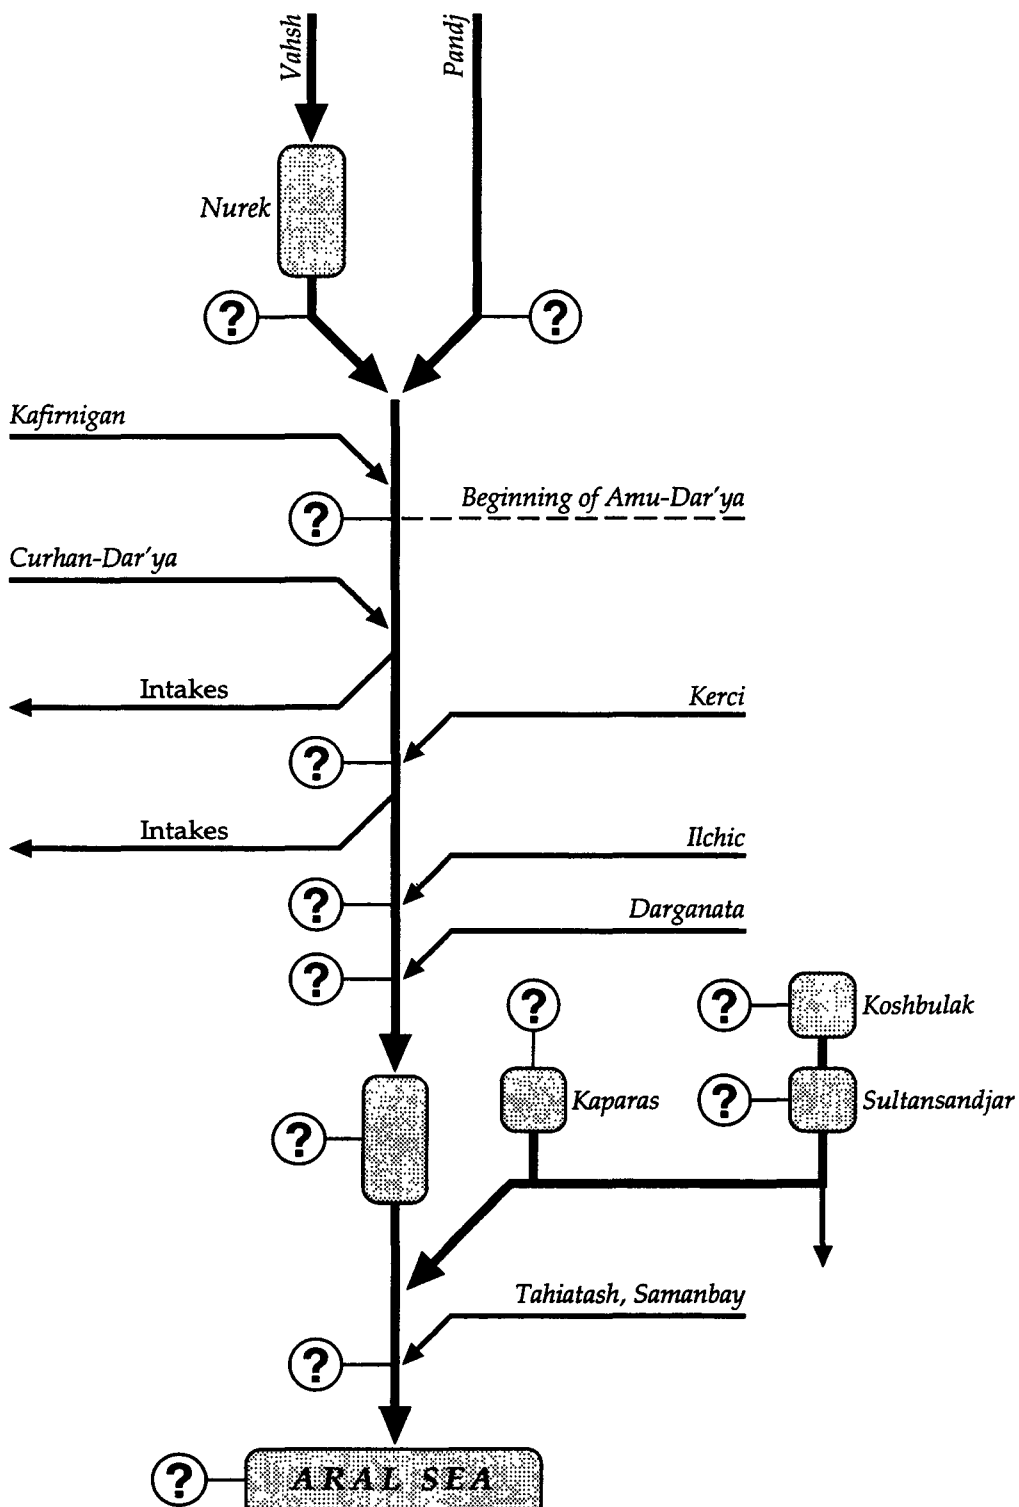 Vahsh
Pandj
Nurek
?
?
Kafirnigan
Beginning of Amu-Dar'ya
?
Curhan-Dar'ya
Intakes
Kerci
?
Intakes
Ilchic
?
Darganata
?
?
?
Koshbulak
Kaparas
?
Sultansandjar
?
Tahiatash, Samanbay
?
?
ARAL SEA